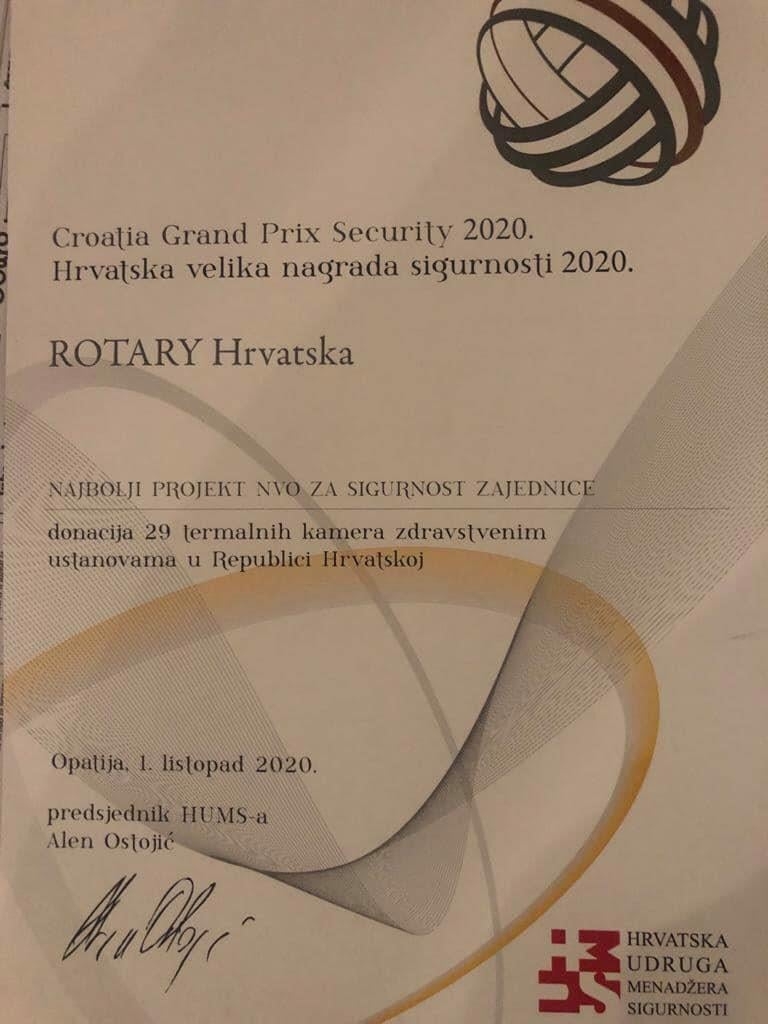 Croatia Grand Prix Security 2020.
Hrvatska velika nagrada sigurnosti 2020.
ROTARY Hrvatska
NAJBOLJI PROJEKT NVO ZA SIGURNOST ZAJEDNICE
donacija 29 termalnih kamera zdravstvenim
ustanovama u Republici Hrvatskoj
Opatija, 1. listopad 2020.
predsjednik HUMS-a
Alen Ostojić
HRVATSKA
UDRUGA
MENADŽERA
SIGURNOSTI